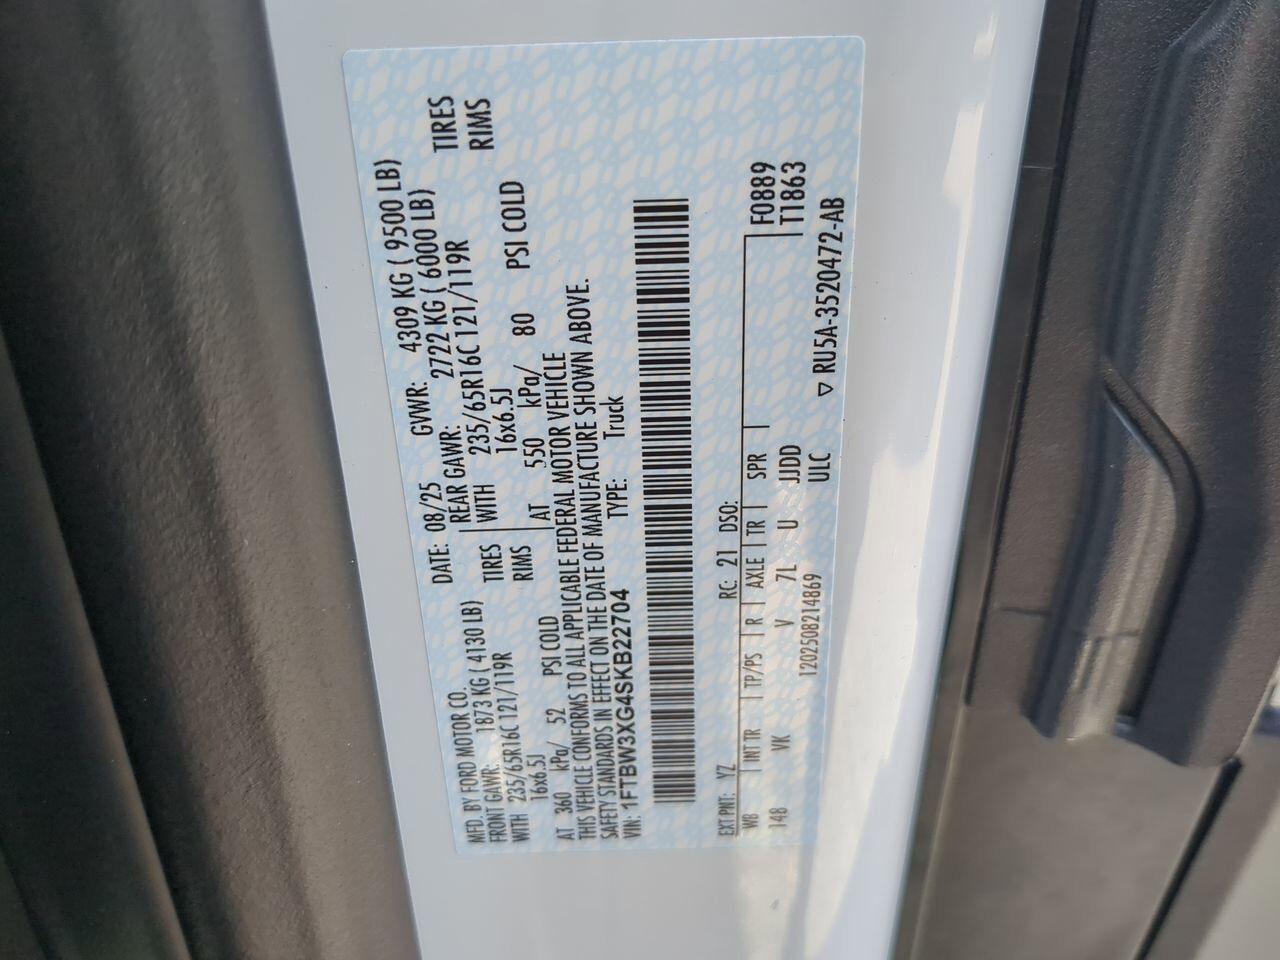 MFD. BY FORD MOTOR CO. DATE: 08/25 GVWR: 4309 KG ( 9500 LB)
FRONT GAWR: 1873 KG ( 4130 LB) REAR GAWR: 2722 KG ( 6000 LB)
WITH 235/65R16C 121/119R TIRES WITH 235/65R16C 121/119R TIRES
16x6.5J RIMS 16x6.5J RIMS
AT 360 kPa/ 52 PSI COLD AT 550 kPa/ 80 PSI COLD
THIS VEHICLE CONFORMS TO ALL APPLICABLE FEDERAL MOTOR VEHICLE
SAFETY STANDARDS IN EFFECT ON THE DATE OF MANUFACTURE SHOWN ABOVE.
VIN: 1FTBW3XG4SKB22704 TYPE: Truck
EXT PNT: YZ RC: 21 DSO:
WB INT TR TP/PS R AXLE TR SPR F0889
148 VK V 7L U JJDD T1863
1202508214869 ULC
▽ RU5A-3520472-AB